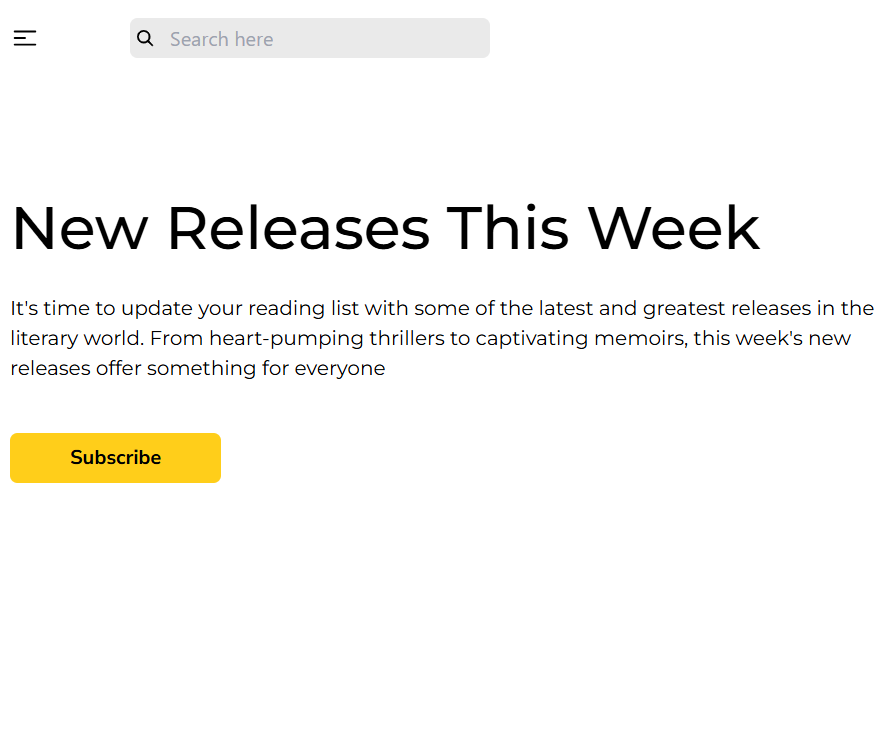 Search here
New Releases This Week
It's time to update your reading list with some of the latest and greatest releases in the
literary world. From heart-pumping thrillers to captivating memoirs, this week's new
releases offer something for everyone
Subscribe